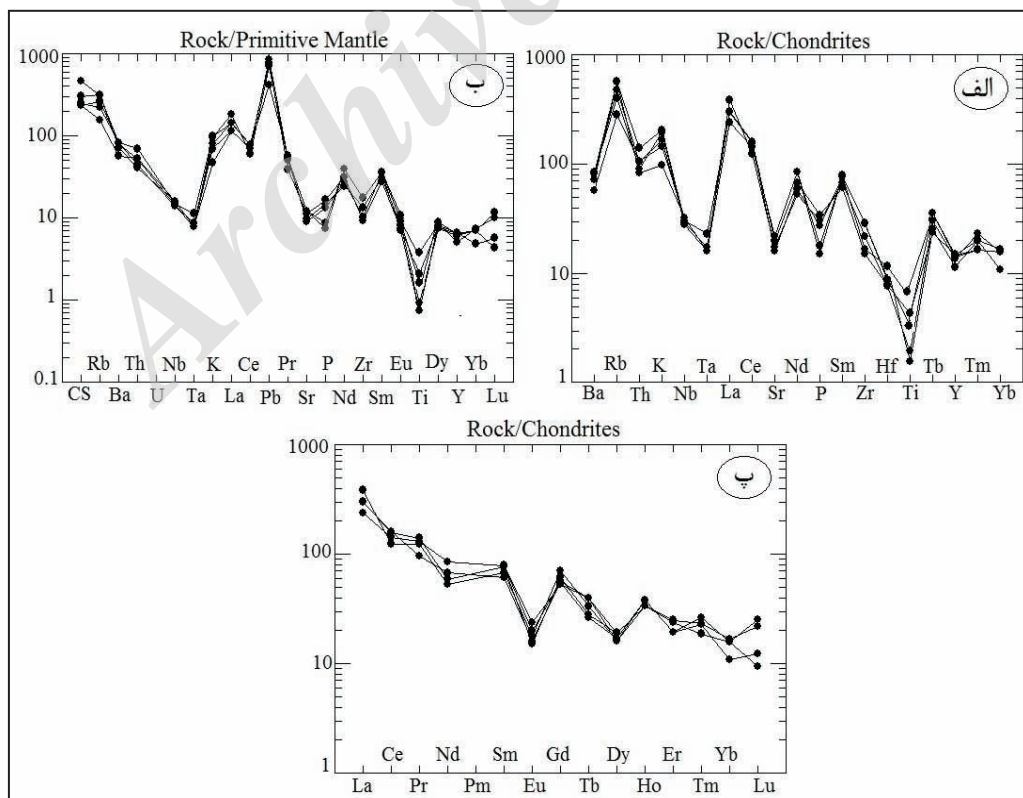 Rock/Primitive Mantle
ب
1000
100
10
1
0.1
Rb Th Nb K Ce Pr P Zr Eu Dy Yb
CS Ba U Ta La Pb Sr Nd Sm Ti Y Lu
Rock/Chondrites
الف
1000
100
10
1
Rb K Ta Ce Nd Sm Hf Tb Tm
Ba Th Nb La Sr P Zr Ti Y Yb
Rock/Chondrites
پ
1000
100
10
1
Ce Nd Sm Gd Dy Er Yb
La Pr Pm Eu Tb Ho Tm Lu
Archive